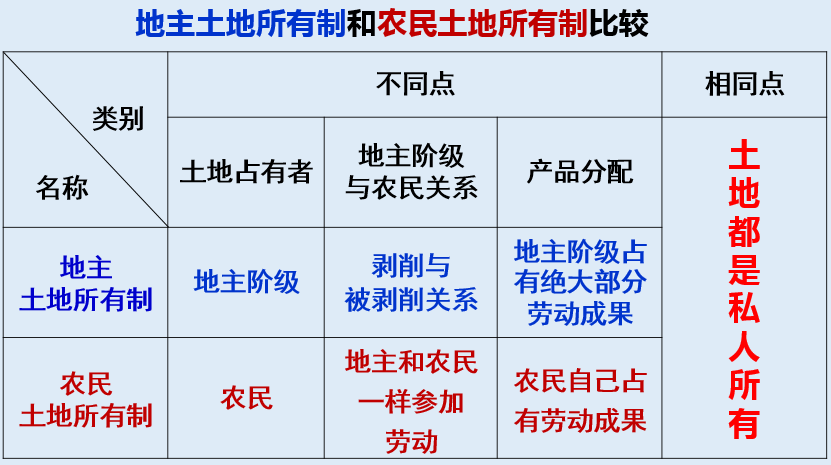 地主土地所有制和农民土地所有制比较
类别
名称
不同点
相同点
土地占有者
地主阶级
与农民关系
产品分配
地主
土地所有制
地主阶级
剥削与
被剥削关系
地主阶级占
有绝大部分
劳动成果
农民
土地所有制
农民
地主和农民
一样参加
劳动
农民自己占
有劳动成果
土地都是私人所有